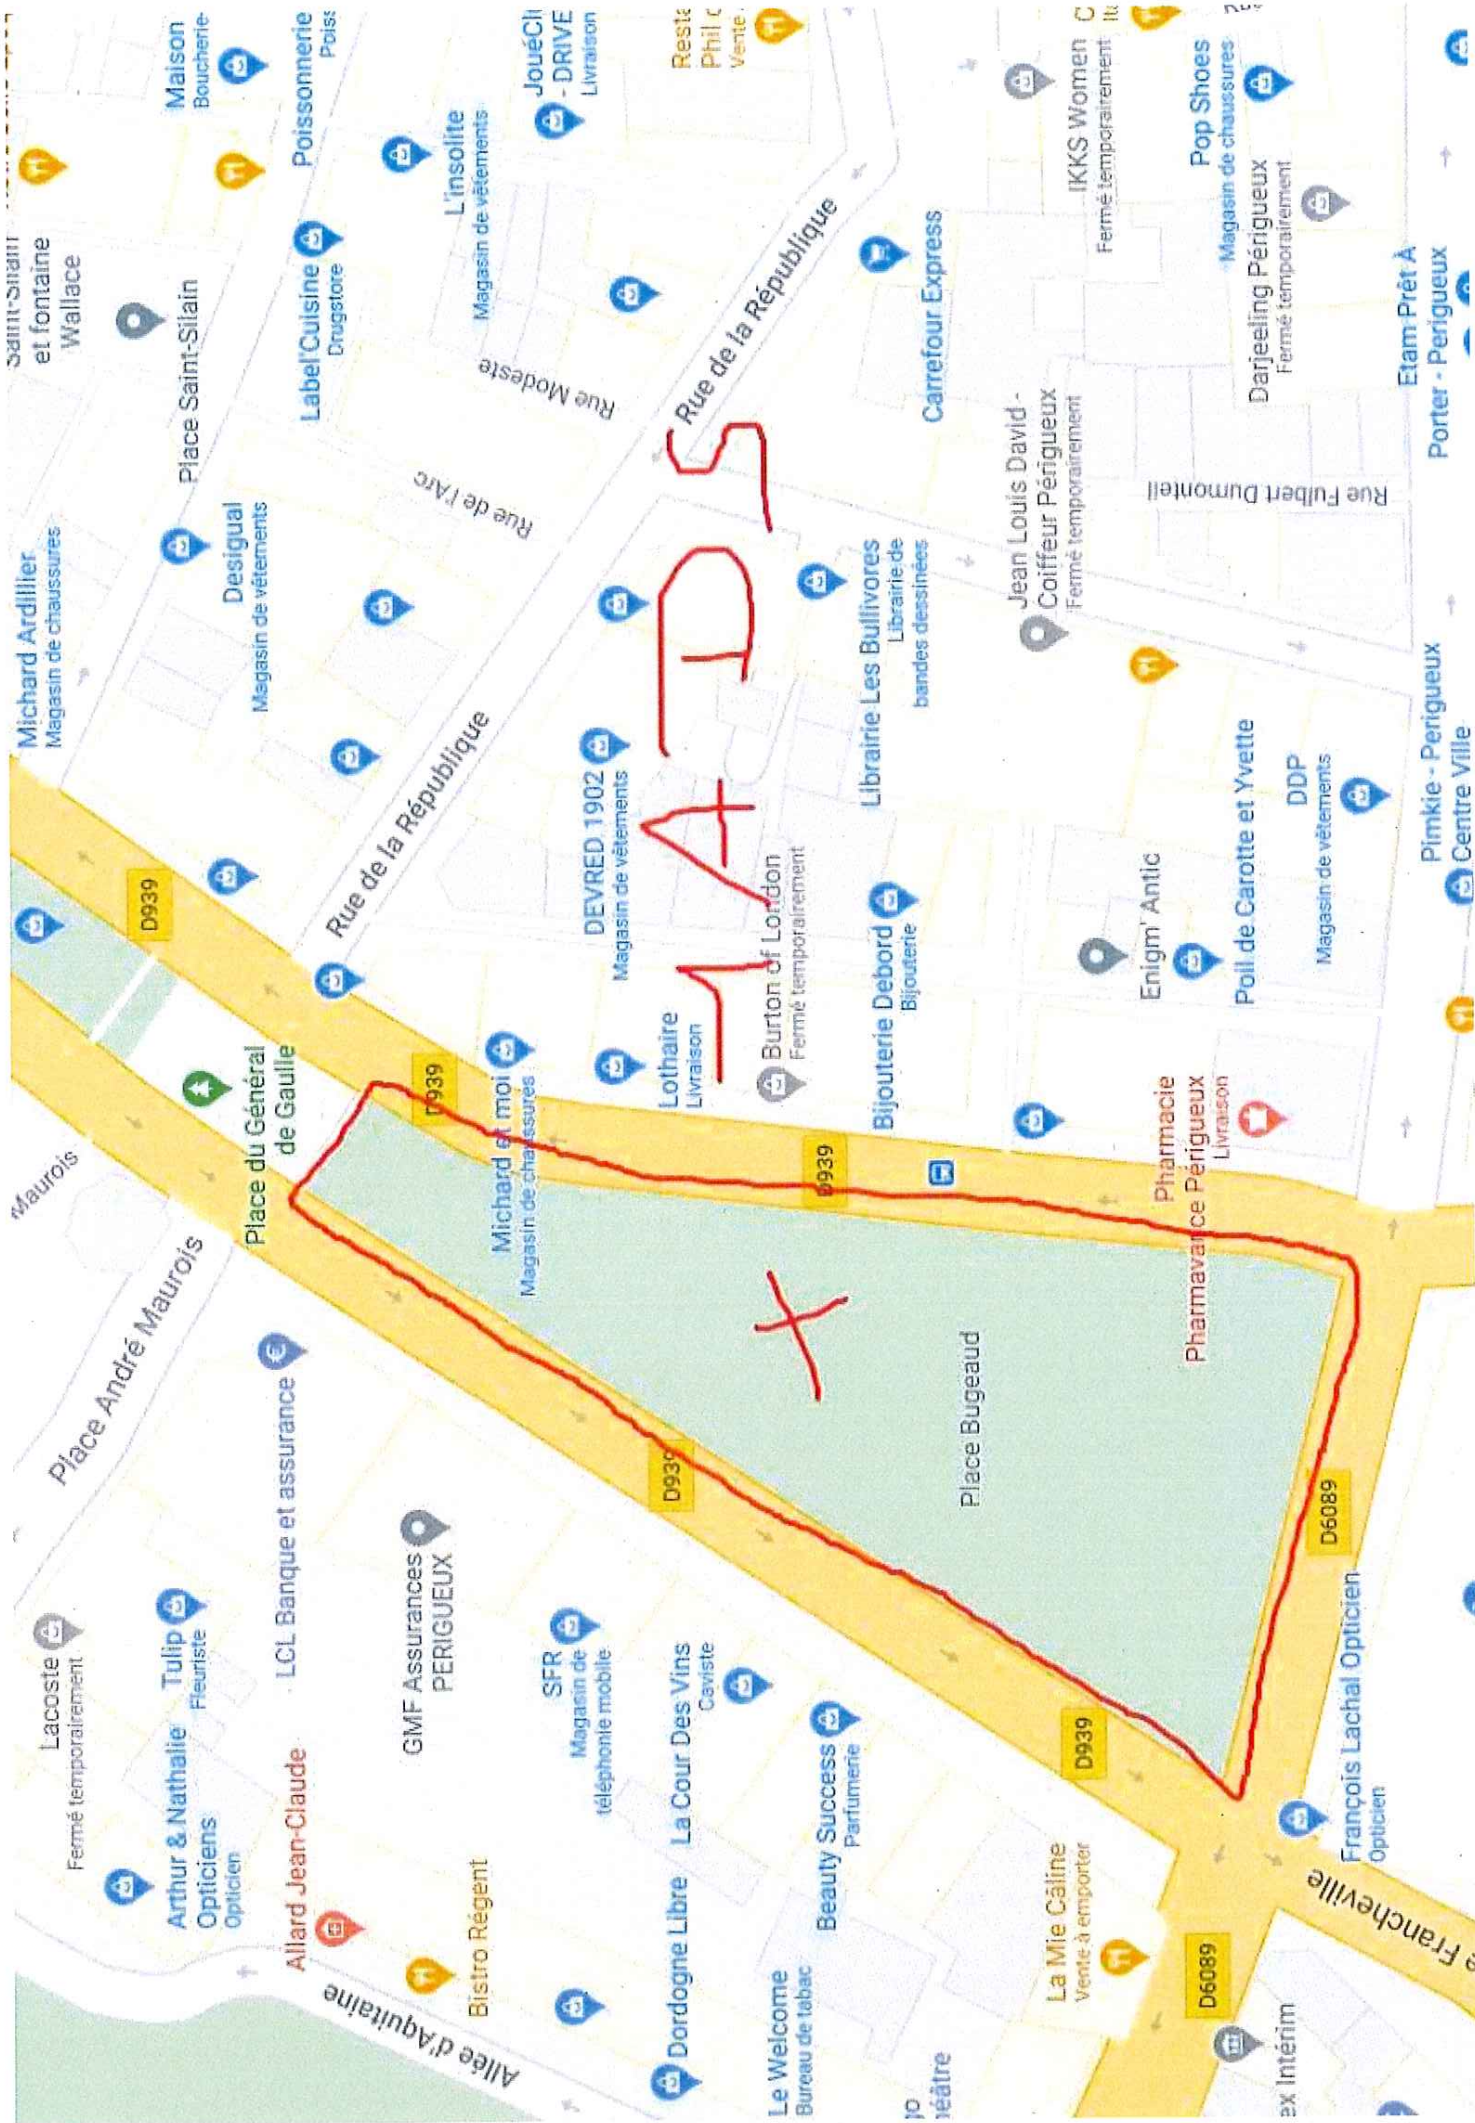 Lacoste
Fermé temporairement
Arthur & Nathalie
Opticiens
Opticien
Tulip
Fleuriste
Allard Jean-Claude
LCL Banque et assurance
Place André Maurois
Maurois
Place du Général
de Gaulle
D939
Michard Ardillier
Magasin de chaussures
et fontaine
Wallace
Place Saint-Silain
Desigual
Magasin de vêtements
Maison
Boucherie-
Poissonnerie
Label'Cuisine
Drugstore
Allée d'Aquitaine
Bistro Régent
GMF Assurances
PERIGUEUX
D939
Rue de la République
Rue de l'Arc
L'insolite
Magasin de vêtements
Rue Modeste
JouéClu
- DRIVE
Livraison
SFR
Magasin de
téléphonie mobile
Michard et moi
Magasin de chaussures
DEVRED 1902
Magasin de vêtements
Dordogne Libre
La Cour Des Vins
Caviste
D939
Lothaire
Livraison
Rue de la République
X 1 ADS
Le Welcome
Bureau de tabac
Beauty Success
Parfumerie
D939
Burton of London
Fermé temporairement
Bijouterie Debord
Bijouterie
Librairie Les Bullivores
Librairie de
bandes dessinées
Carrefour Express
Place Bugeaud
La Mie Câline
Vente à emporter
D939
Jean Louis David -
Coiffeur Périgueux
Fermé temporairement
IKKS Women
Fermé temporairement
Enigm' Antic
Pharmacie
Pharmavance Périgueux
Livraison
D6089
Poil de Carotte et Yvette
Rue Fulbert Dumonteil
Pop Shoes
Magasin de chaussures
Darjeeling Périgueux
Fermé temporairement
DDP
Magasin de vêtements
D6089
François Lachal Opticien
Opticien
ex Intérim
Francheville
Etam Prêt À
Porter - Perigueux
Pimkie - Perigueux
Centre Ville